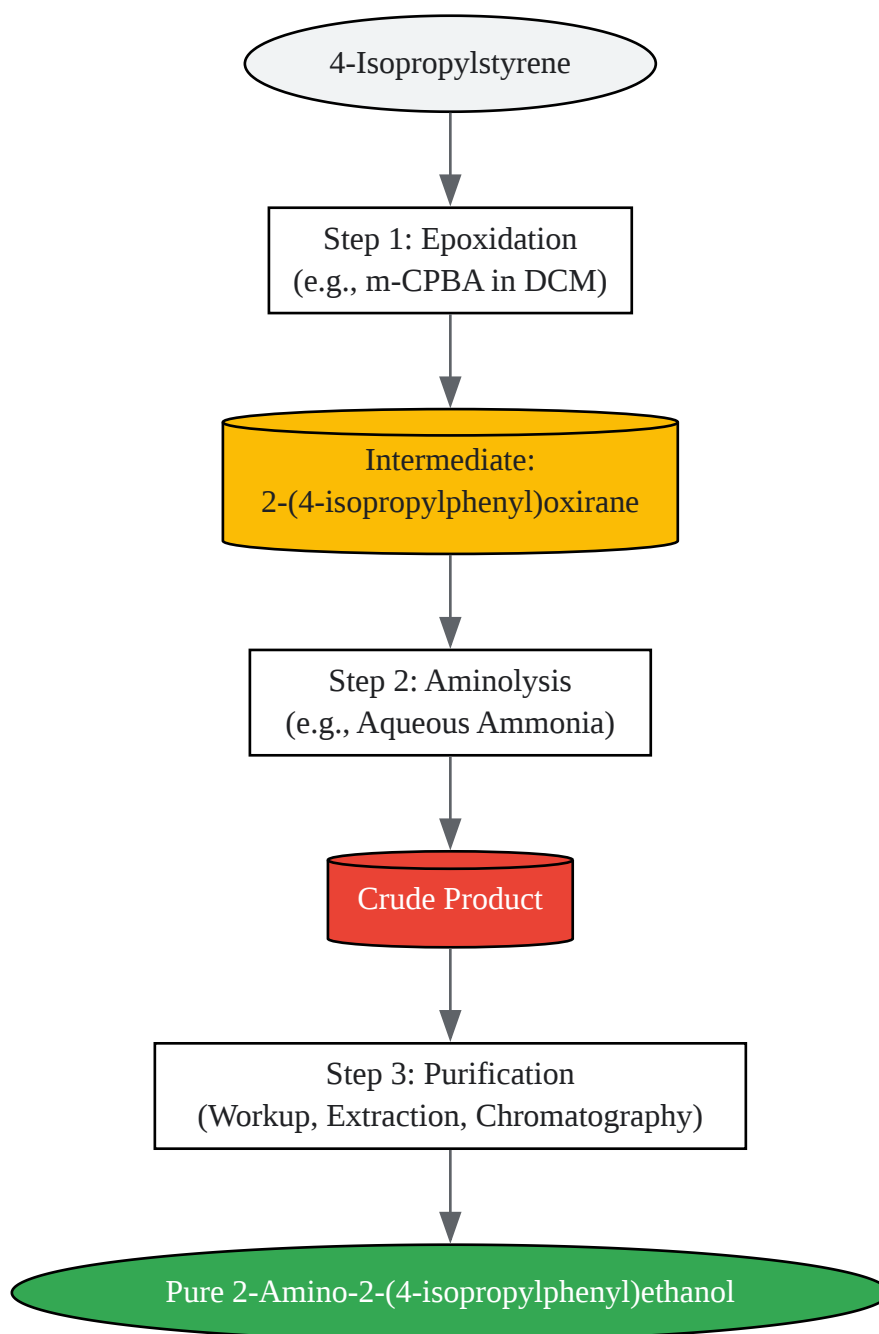 4-Isopropylstyrene
Step 1: Epoxidation
(e.g., m-CPBA in DCM)
Intermediate:
2-(4-isopropylphenyl)oxirane
Step 2: Aminolysis
(e.g., Aqueous Ammonia)
Crude Product
Step 3: Purification
(Workup, Extraction, Chromatography)
Pure 2-Amino-2-(4-isopropylphenyl)ethanol